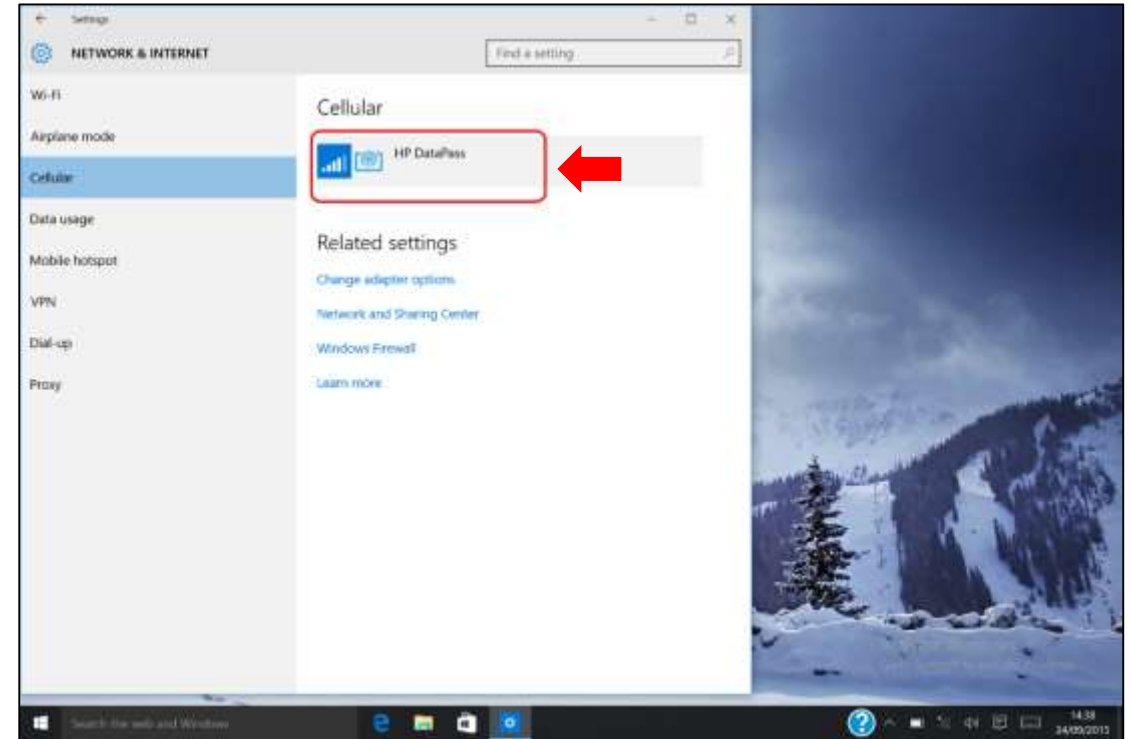 Settings
NETWORK & INTERNET
Find a setting
Wi-Fi
Airplane mode
Cellular
Data usage
Mobile hotspot
VPN
Dial-up
Proxy
Cellular
HP DataPass
Related settings
Change adapter options
Network and Sharing Center
Windows Firewall
Learn more
Search the web and Windows
14:38
24/09/2015